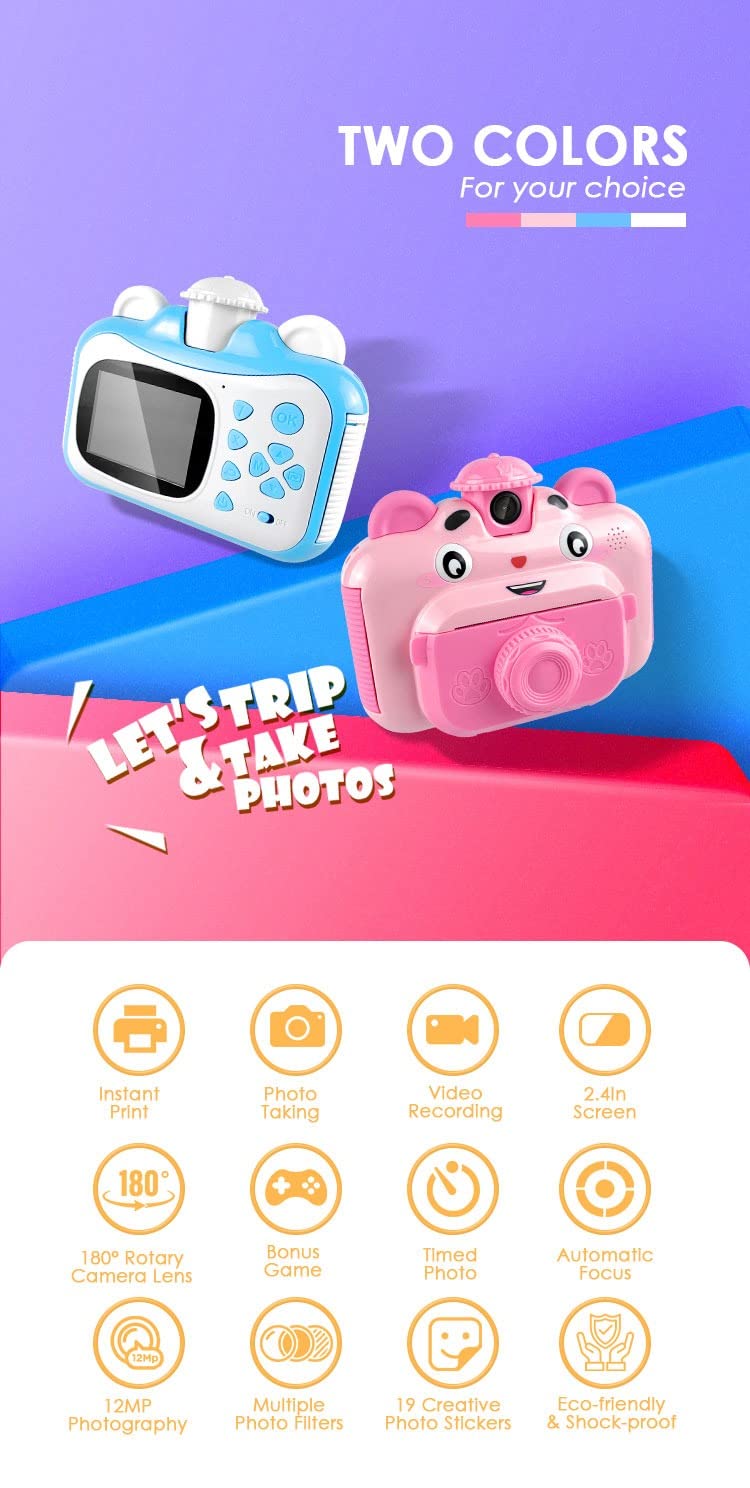 TWO COLORS
For your choice
OK
ON
LET'S TRIP
& TAKE
PHOTOS
Instant
Print
Photo
Taking
Video
Recording
2.4In
Screen
180°
180° Rotary
Camera Lens
Bonus
Game
Timed
Photo
Automatic
Focus
12Mp
12MP
Photography
Multiple
Photo Filters
19 Creative
Photo Stickers
Eco-friendly
& Shock-proof